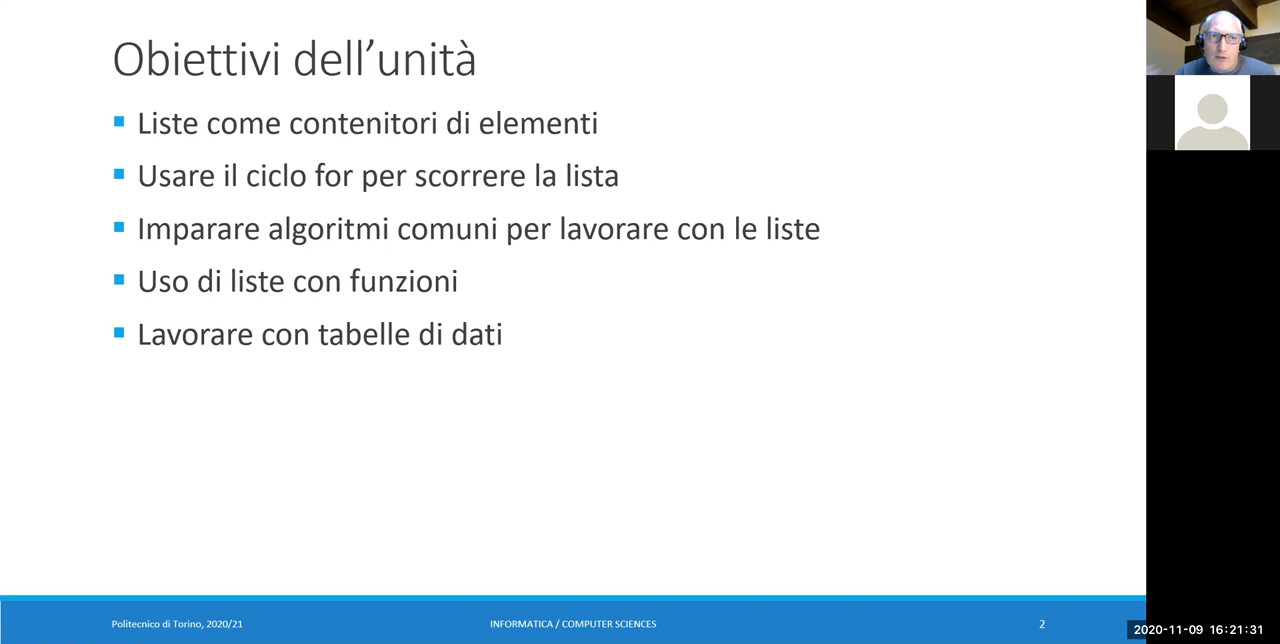 Obiettivi dell’unità
Liste come contenitori di elementi
Usare il ciclo for per scorrere la lista
Imparare algoritmi comuni per lavorare con le liste
Uso di liste con funzioni
Lavorare con tabelle di dati
Politecnico di Torino, 2020/21
INFORMATICA / COMPUTER SCIENCES
2
2020-11-09 16:21:31